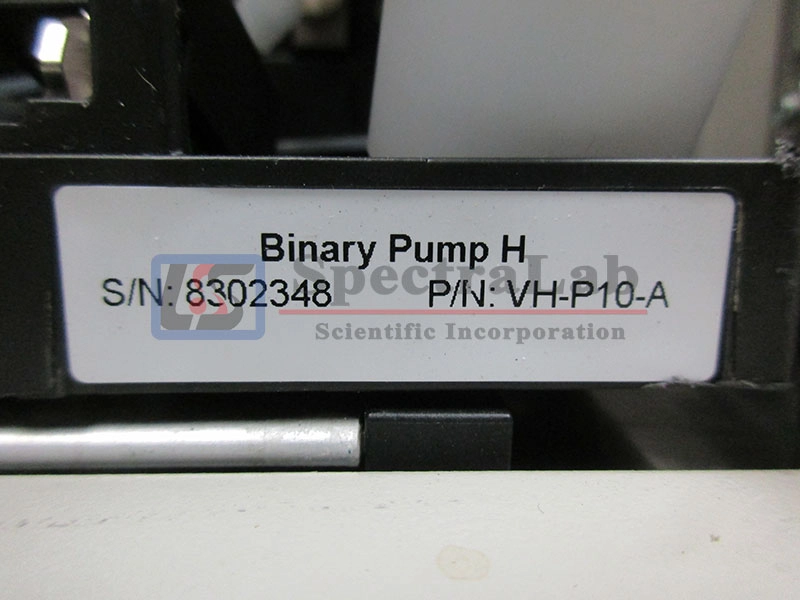 Binary Pump H
S/N: 8302348 P/N: VH-P10-A
SpectraLab
Scientific Incorporation